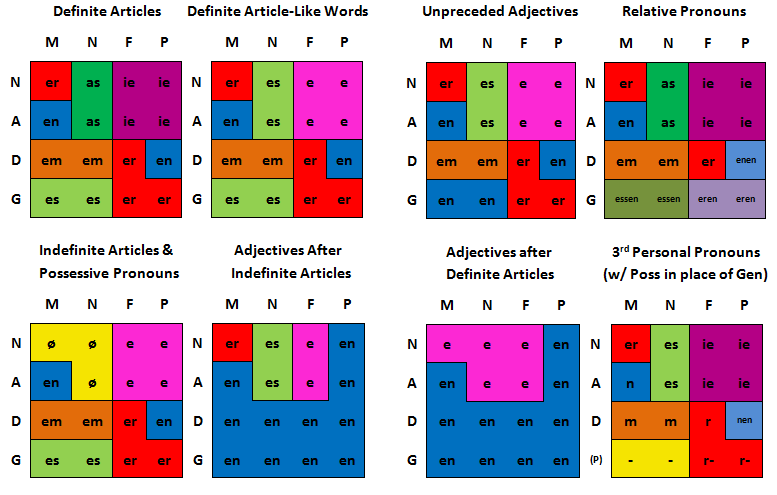 Definite Articles
M N F P
N er as ie ie
A en as ie ie
D em em er en
G es es er er
Definite Article-Like Words
M N F P
er es e e
en es e e
em em er en
es es er er
Unpreceded Adjectives
M N F P
N er es e e
A en es e e
D em em er en
G en en er er
Relative Pronouns
M N F P
N er as ie ie
A en as ie ie
D em em er enen
G essen essen eren eren
Indefinite Articles &
Possessive Pronouns
M N F P
N ø ø e e
A en ø e e
D em em er en
G es es er er
Adjectives After
Indefinite Articles
M N F P
N er es e en
A en es e en
D en en en en
G en en en en
Adjectives after
Definite Articles
M N F P
N e e e en
A en e e en
D en en en en
G en en en en
3rd Personal Pronouns
(w/ Poss in place of Gen)
M N F P
N er es ie ie
A n es ie ie
D m m r nen
(P) - - r- r-